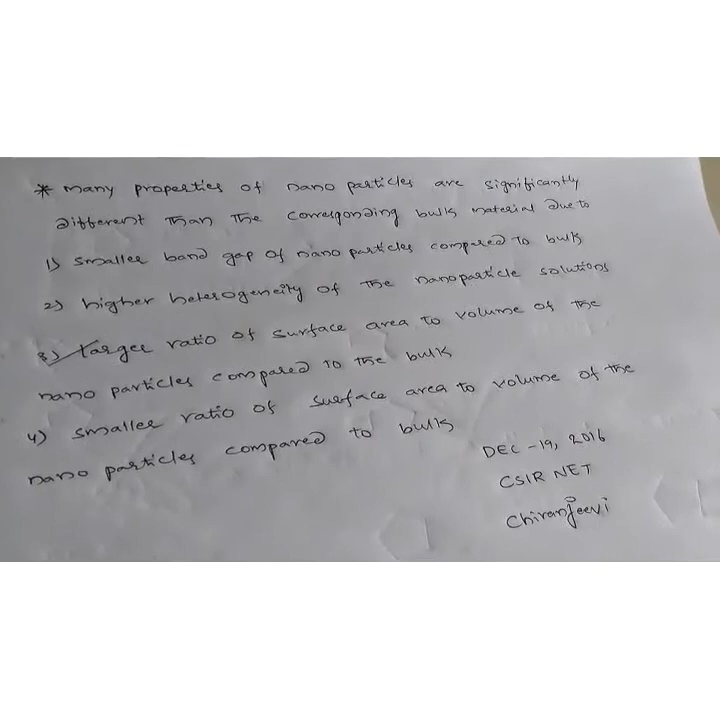 * many properties of nano particles are significantly
different than the corresponding bulk material due to
1) smaller band gap of nano particles compared to bulk
2) higher heterogeneity of the nanoparticle solutions
3) larger ratio of surface area to volume of the
nano particles compared to the bulk
4) smaller ratio of surface area to volume of the
nano particles compared to bulk
DEC -19, 2016
CSIR NET
Chiranjeevi